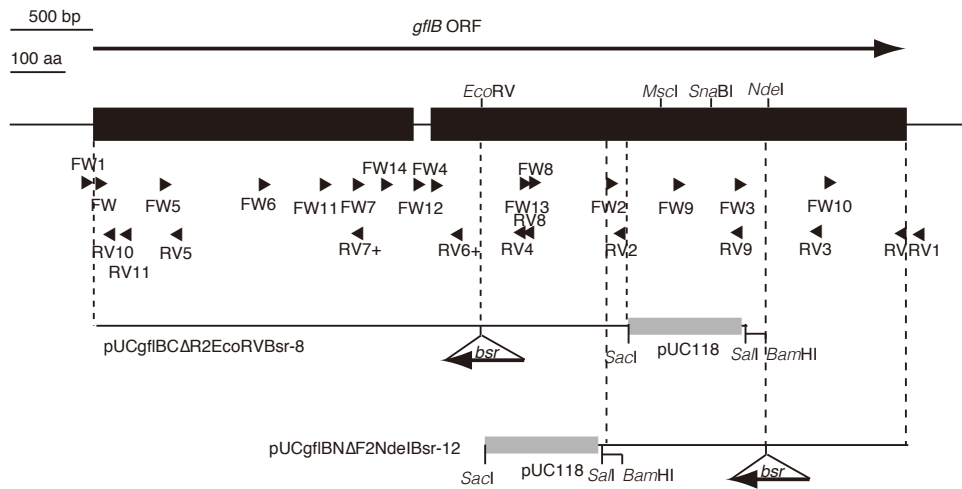 500 bp
gflB ORF
100 aa
EcoRV MscI SnaBI NdeI
FW1 FW14 FW4 FW8
FW FW5 FW6 FW11 FW7 FW12 FW13 FW2 FW9 FW3 FW10
RV8
RV10 RV5 RV7+ RV6+ RV4 RV2 RV9 RV3 RV RV1
RV11
pUCgflBCΔR2EcoRVBsr-8 bsr SacI pUC118 SalI BamHI
pUCgflBNΔF2NdeIBsr-12 SacI pUC118 SalI BamHI bsr